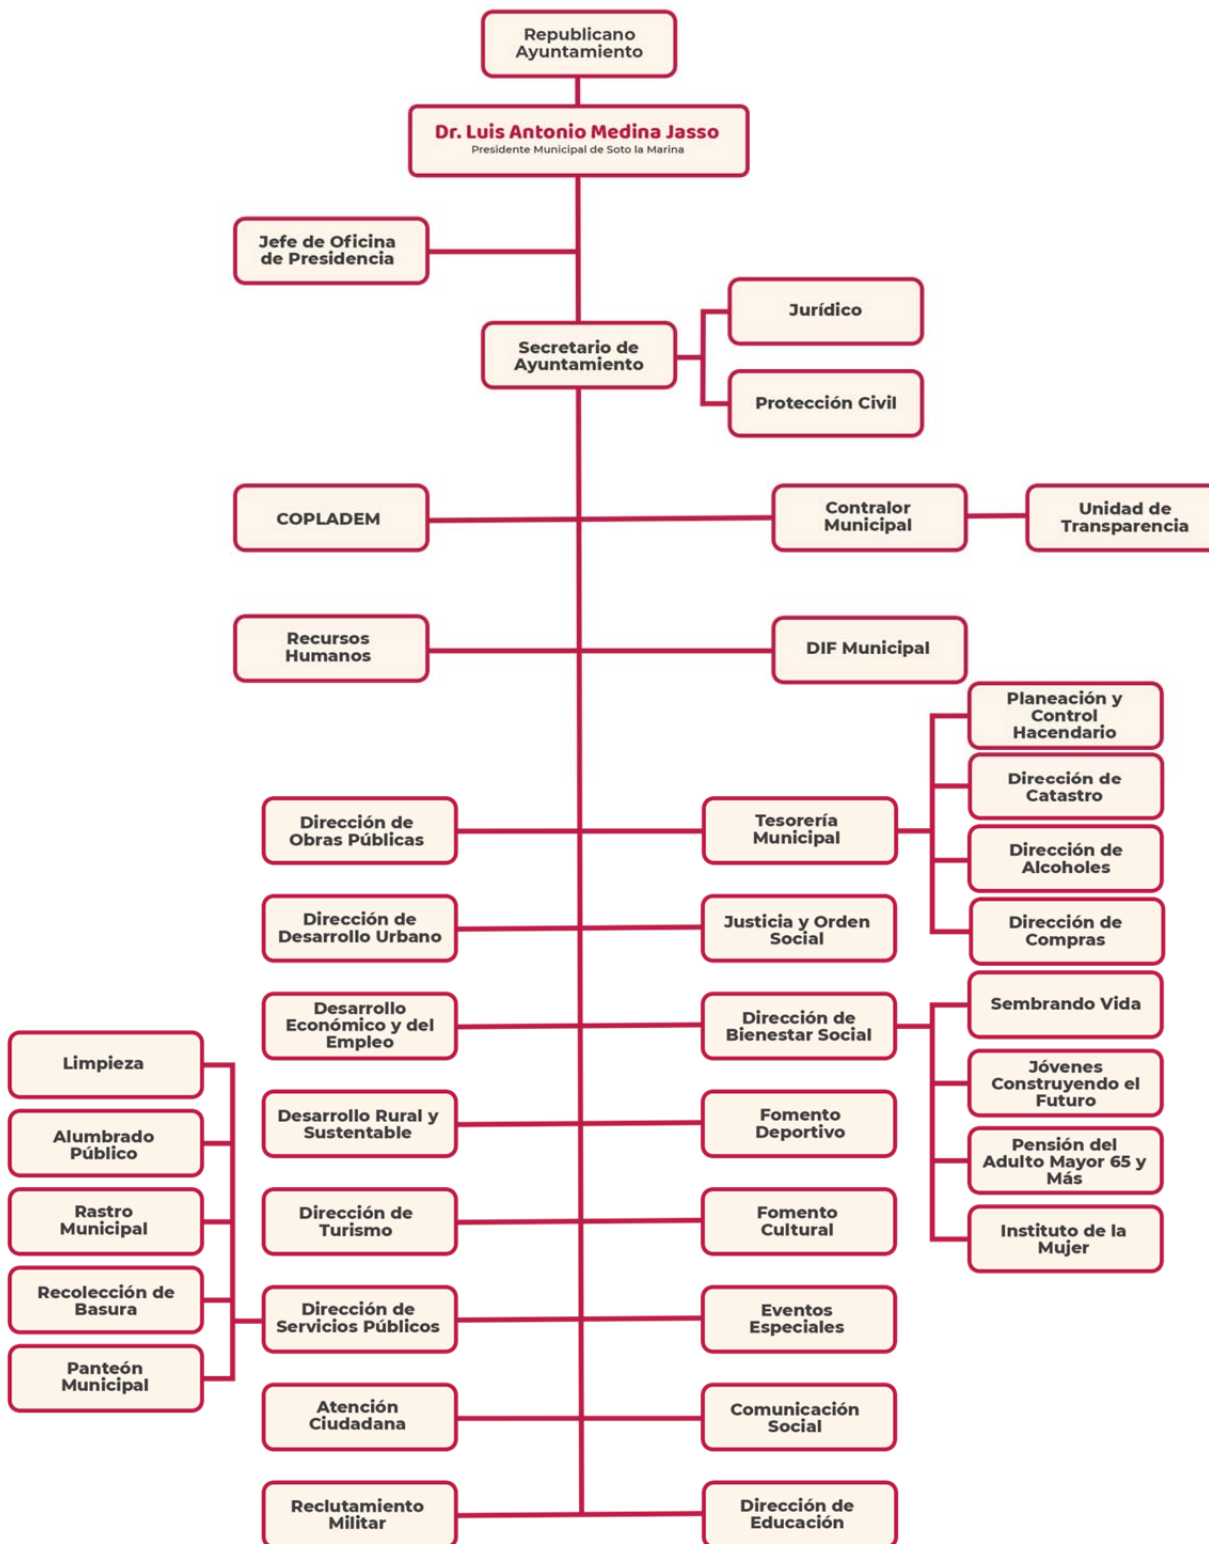 Republicano
Ayuntamiento
Dr. Luis Antonio Medina Jasso
Presidente Municipal de Soto la Marina
Jefe de Oficina
de Presidencia
Jurídico
Secretario de
Ayuntamiento
Protección Civil
COPLADEM
Contralor
Municipal
Unidad de
Transparencia
Recursos
Humanos
DIF Municipal
Planeación y
Control
Hacendario
Dirección de
Catastro
Dirección de
Obras Públicas
Tesorería
Municipal
Dirección de
Alcoholes
Dirección de
Compras
Dirección de
Desarrollo Urbano
Justicia y Orden
Social
Sembrando Vida
Desarrollo
Económico y del
Empleo
Dirección de
Bienestar Social
Limpieza
Jóvenes
Construyendo el
Futuro
Alumbrado
Público
Desarrollo Rural y
Sustentable
Fomento
Deportivo
Pensión del
Adulto Mayor 65 y
Más
Rastro
Municipal
Dirección de
Turismo
Fomento
Cultural
Instituto de la
Mujer
Recolección de
Basura
Dirección de
Servicios Públicos
Eventos
Especiales
Panteón
Municipal
Atención
Ciudadana
Comunicación
Social
Reclutamiento
Militar
Dirección de
Educación